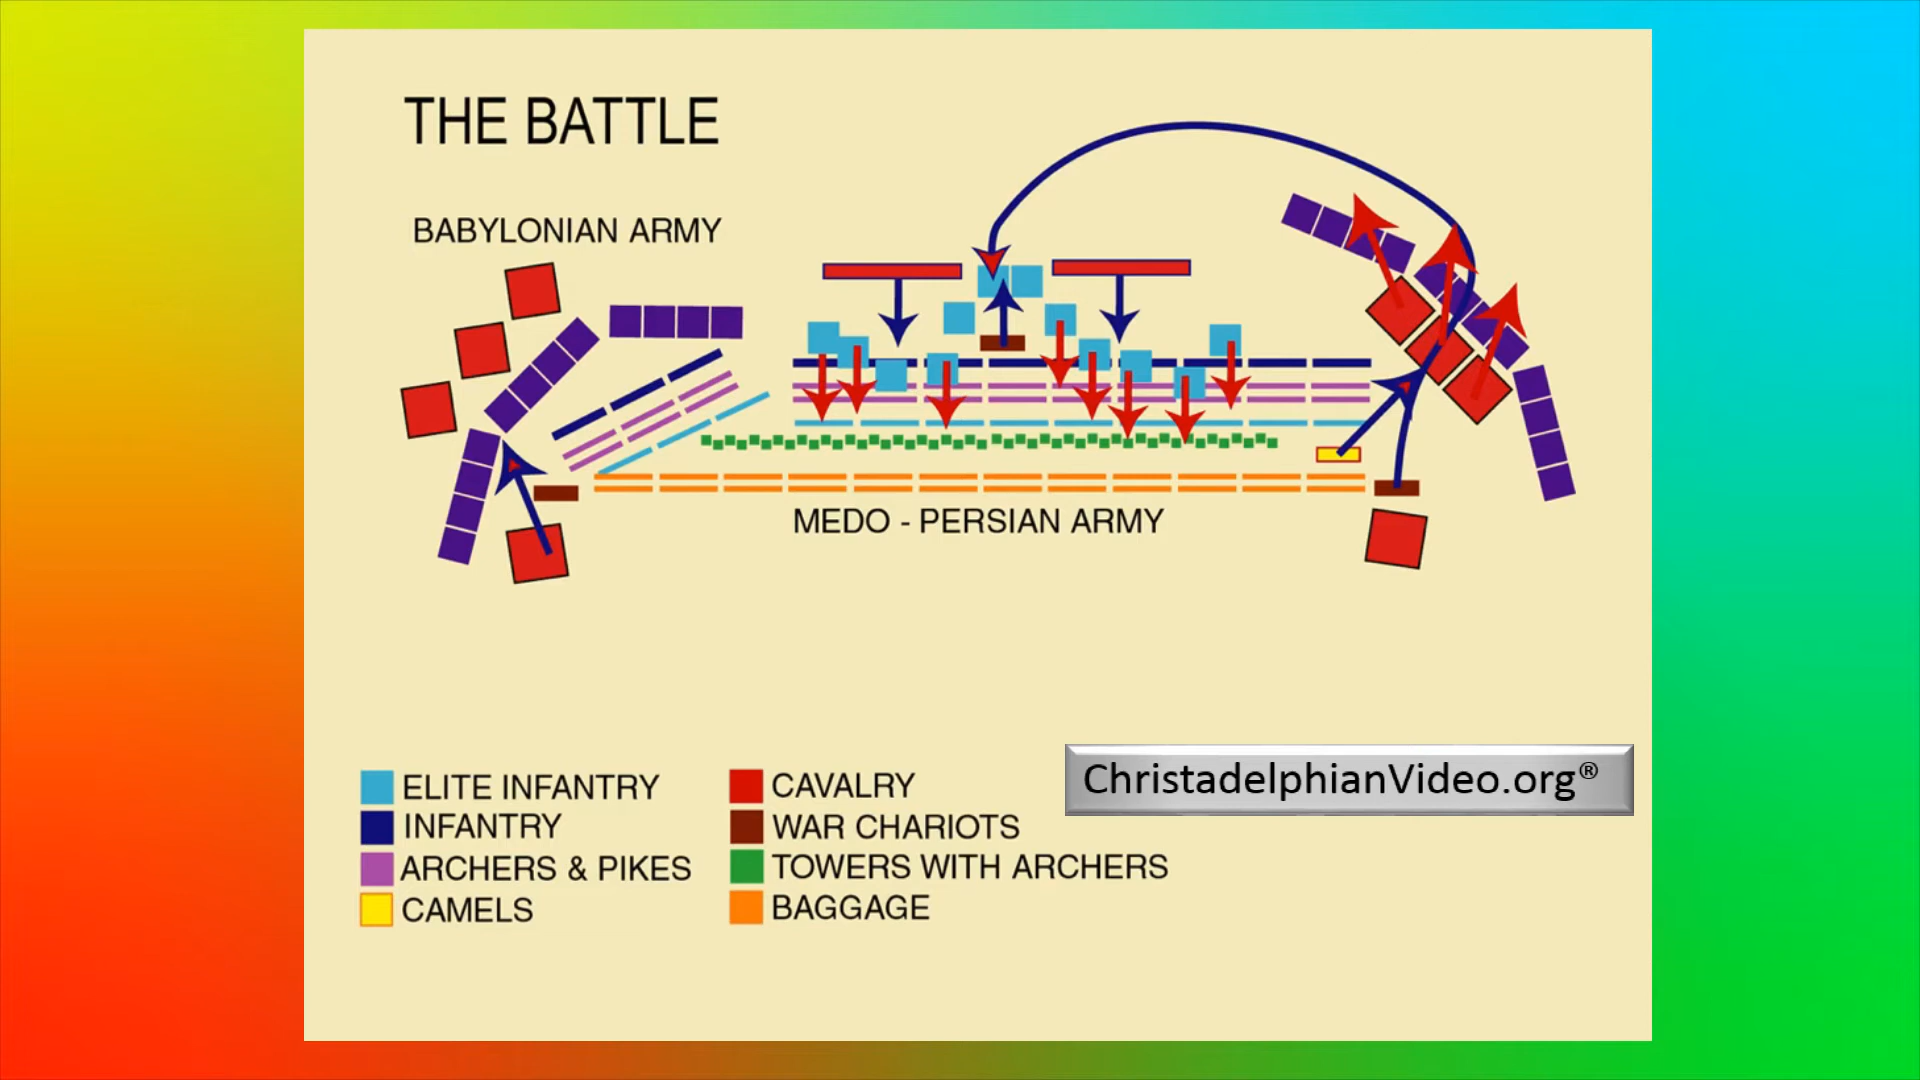 THE BATTLE
BABYLONIAN ARMY
MEDO - PERSIAN ARMY
ELITE INFANTRY
INFANTRY
ARCHERS & PIKES
CAMELS
CAVALRY
WAR CHARIOTS
TOWERS WITH ARCHERS
BAGGAGE
ChristadelphianVideo.org®